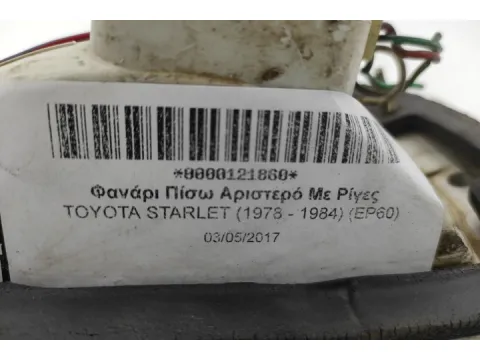 *0000121860*
Φανάρι Πίσω Αριστερό Με Ρίγες
TOYOTA STARLET (1978 - 1984) (EP60)
03/05/2017